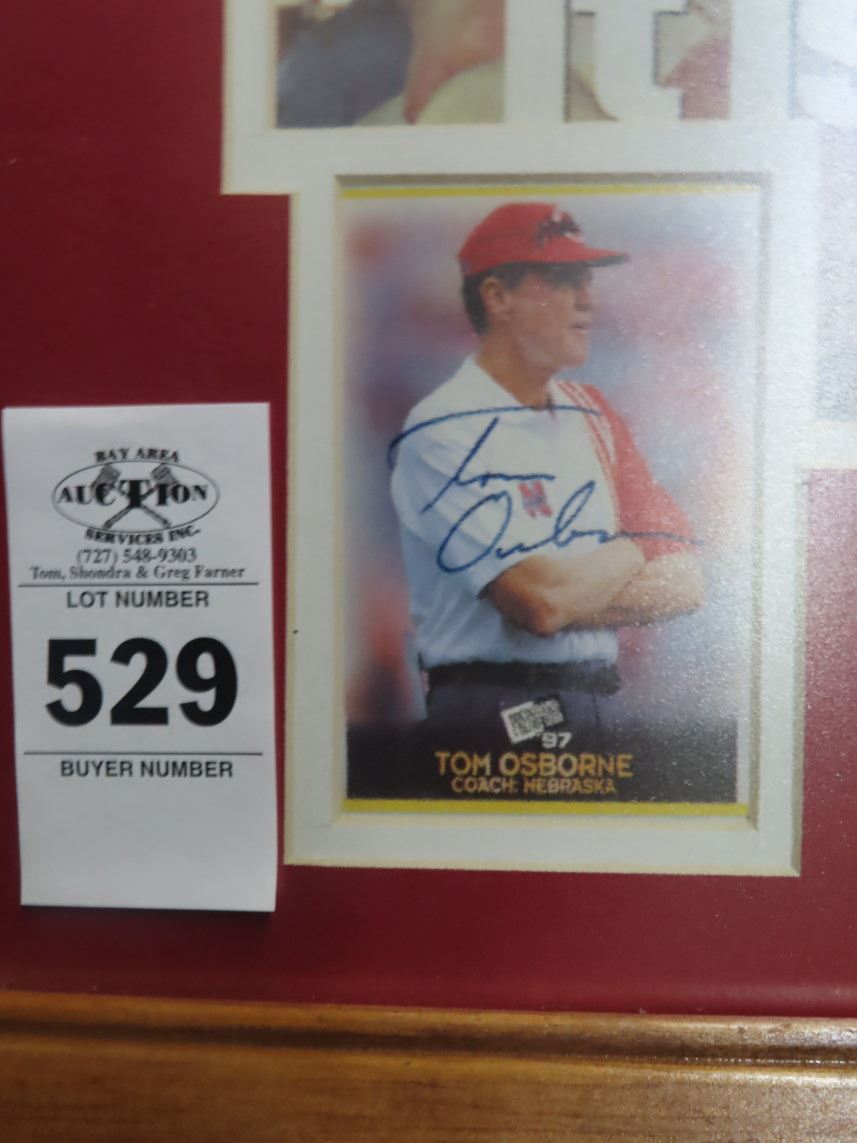 ts
BAY AREA
AUCTION
SERVICES INC.
(727) 548-9303
Tom, Shondra & Greg Farner
LOT NUMBER
529
BUYER NUMBER
Tom
Osborne
N
'97
TOM OSBORNE
COACH: NEBRASKA